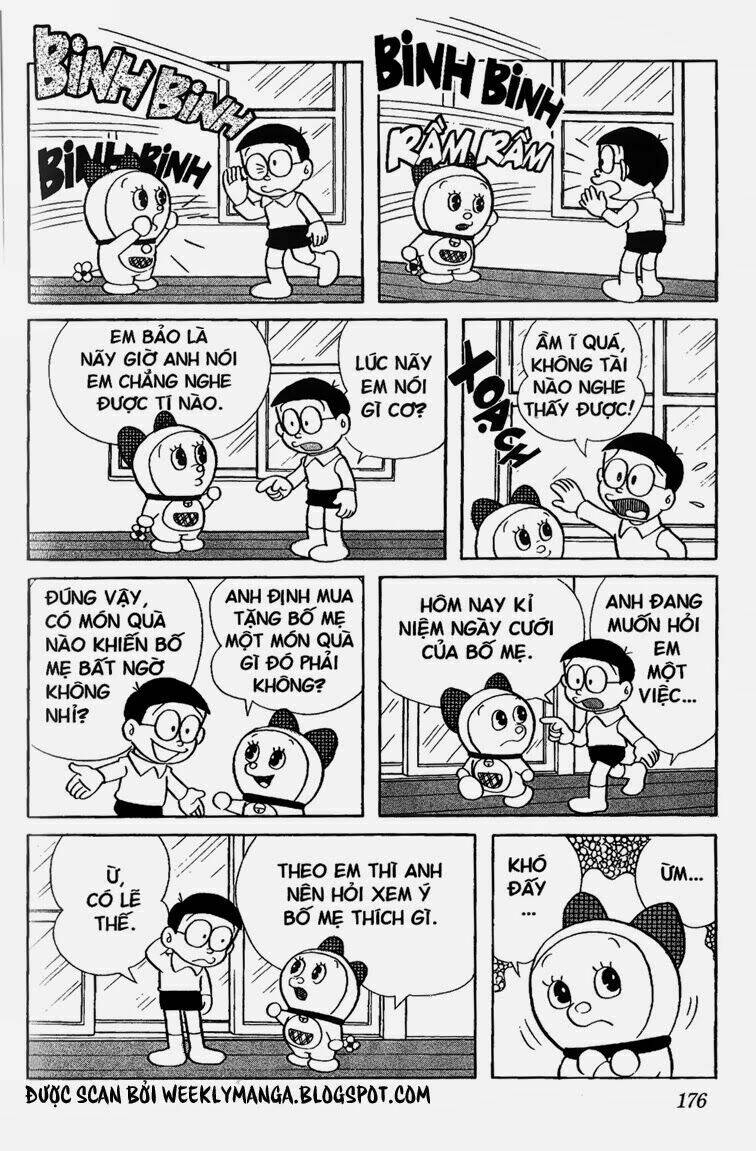 BINH BINH
RẦM RẦM
BINH BINH
BINH BINH
ẦM Ĩ QUÁ,
KHÔNG TÀI
NÀO NGHE
THẤY ĐƯỢC!
XOẠCH
LÚC NÃY
EM NÓI
GÌ CƠ?
EM BẢO LÀ
NÃY GIỜ ANH NÓI
EM CHẲNG NGHE
ĐƯỢC TÍ NÀO.
ANH ĐANG
MUỐN HỎI
EM
MỘT
VIỆC...
HÔM NAY KỈ
NIỆM NGÀY CƯỚI
CỦA BỐ MẸ.
ANH ĐỊNH MUA
TẶNG BỐ MẸ
MỘT MÓN QUÀ
GÌ ĐÓ PHẢI
KHÔNG?
ĐÚNG VẬY,
CÓ MÓN QUÀ
NÀO KHIẾN BỐ
MẸ BẤT NGỜ
KHÔNG
NHỈ?
ỪM...
KHÓ
ĐẤY
...
THEO EM THÌ ANH
NÊN HỎI XEM Ý
BỐ MẸ THÍCH GÌ.
Ừ,
CÓ LẼ
THẾ.
ĐƯỢC SCAN BỞI WEEKLYMANGA.BLOGSPOT.COM
176